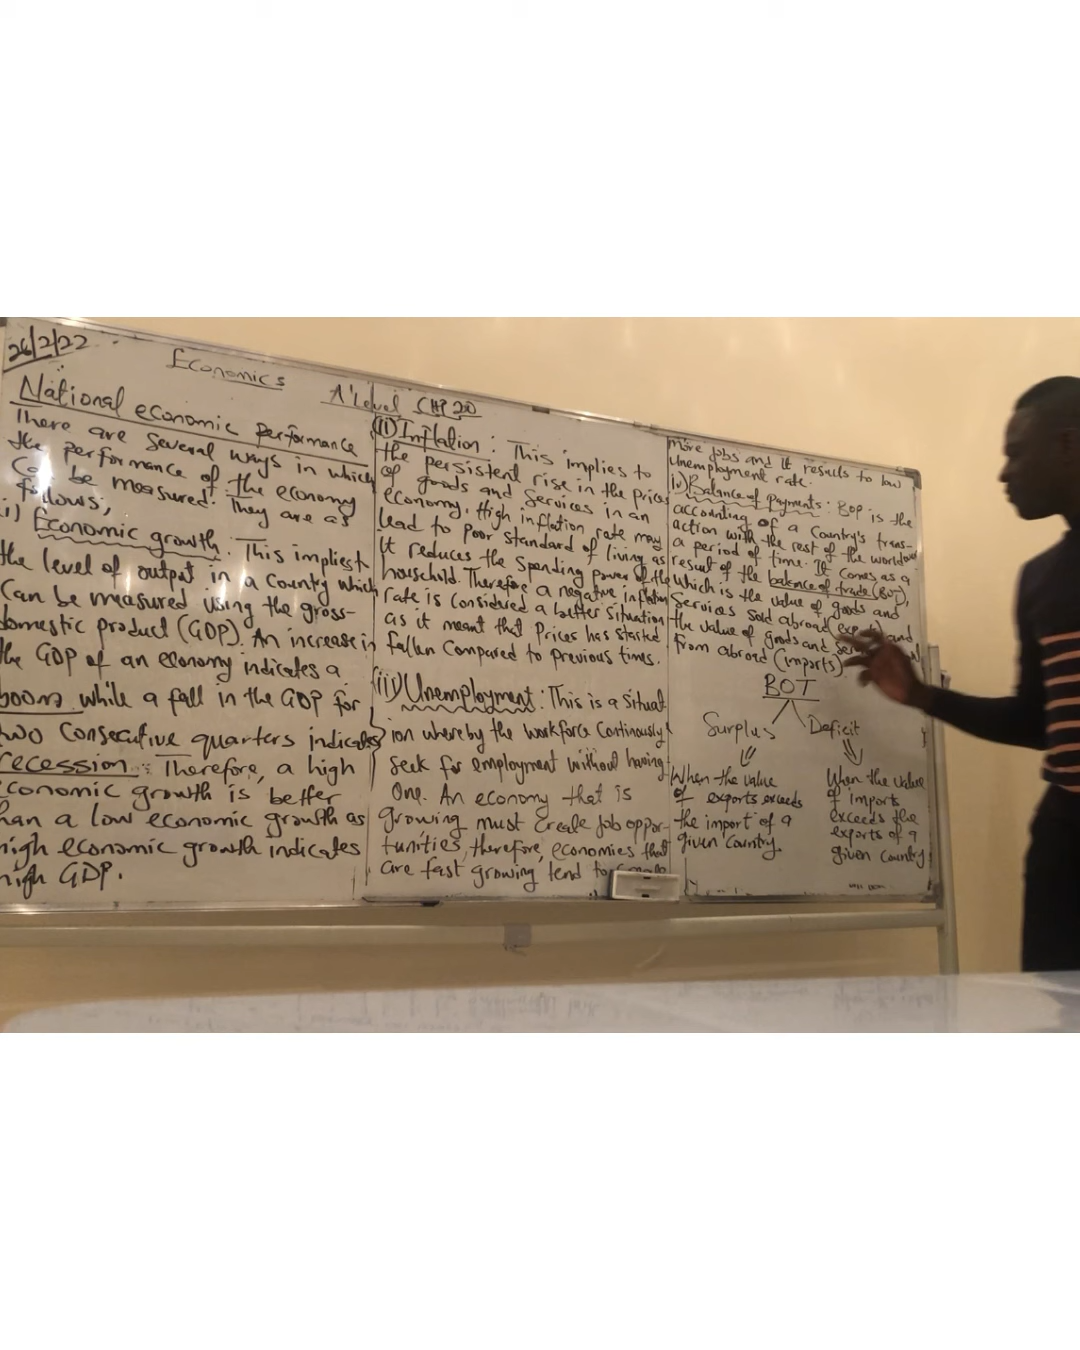 26/2/22
Economics
A'Level CHP 20
National economic performance
There are several ways in which
the performance of the economy
can be measured. They are as
follows;
i) Economic growth: This impliest
the level of output in a country which
Can be measured using the gross-
domestic product (GDP). An increase in
the GDP of an economy indicates a
boom while a fall in the GDP for
two Consecutive quarters indicates
recession. Therefore, a high
economic growth is better
than a low economic growth as
high economic growth indicates
high GDP.
(ii) Inflation: This implies to
the persistent rise in the prices
of goods and services in an
economy. High inflation rate may
lead to poor standard of living as
it reduces the spending power of the
household. Therefore a negative inflation
rate is considered a better situation
as it meant that Prices has started
fallen Compared to previous times.
(iii) Unemployment: This is a situat
ion whereby the workforce Continously
seek for employment without having
one. An economy that is
growing must create job oppor-
tunities, therefore, economies that
are fast growing tend to
more jobs and it results to low
Unemployment rate.
iv) Balance of payments: BOP is the
accounting of a Country's trans-
action with the rest of the world over
a period of time. It comes as a
result of the balance of trade (BOT),
which is the value of goods and
Services sold abroad (export) and
the value of goods and
from abroad (imports)
BOT
Surplus Deficit
When the value
of exports exceeds
the import of a
given Country.
When the value
of imports
exceeds the
exports of a
given country